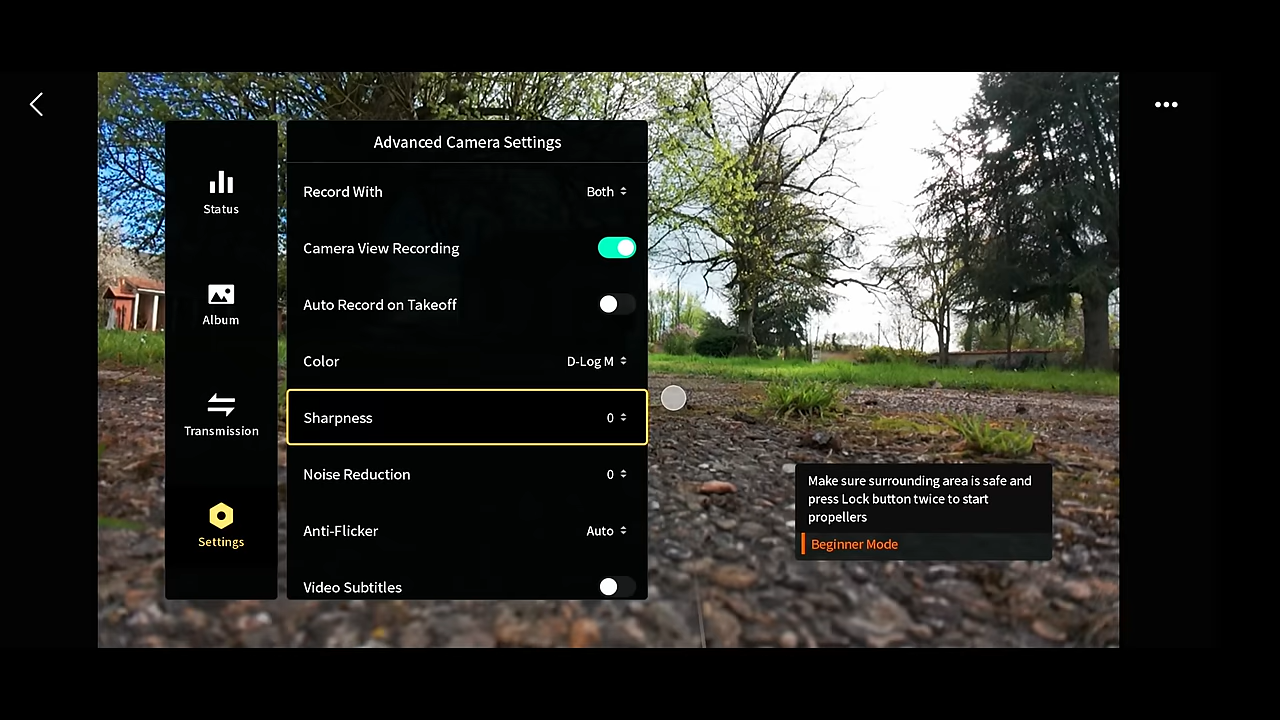 Advanced Camera Settings
Status
Album
Transmission
Settings
Record With Both
Camera View Recording
Auto Record on Takeoff
Color D-Log M
Sharpness 0
Noise Reduction 0
Anti-Flicker Auto
Video Subtitles
Make sure surrounding area is safe and
press Lock button twice to start
propellers
Beginner Mode